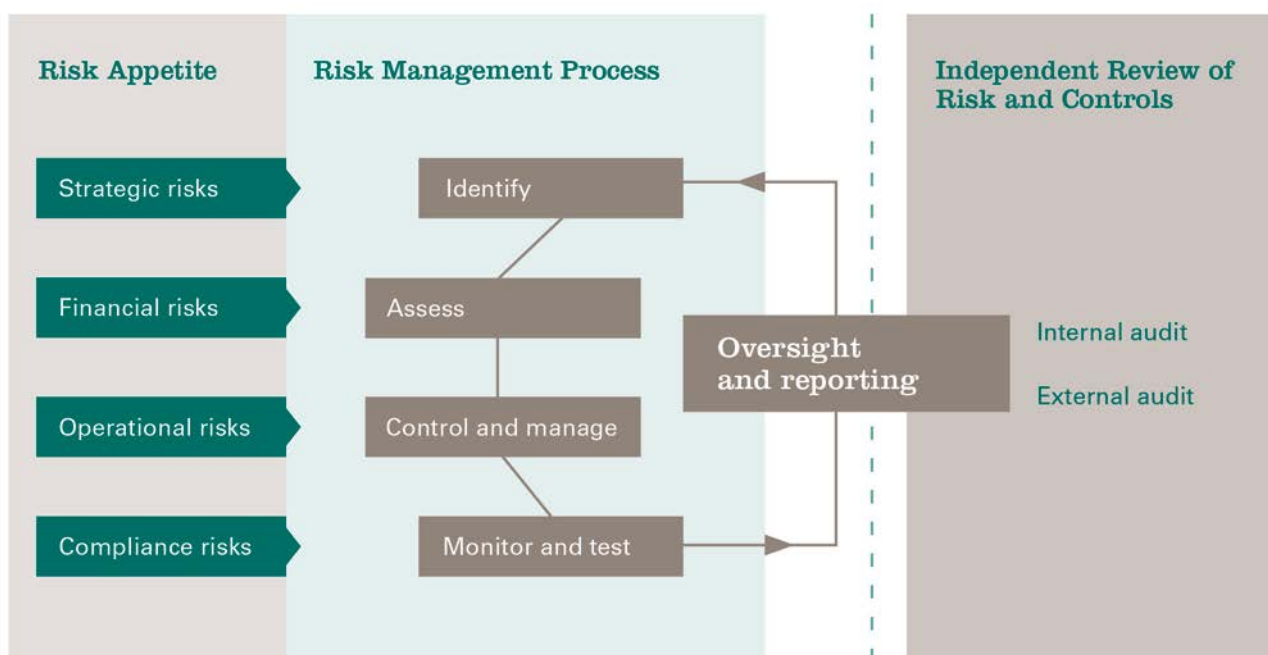 Risk Appetite
Strategic risks
Financial risks
Operational risks
Compliance risks
Risk Management Process
Identify
Assess
Control and manage
Monitor and test
Oversight
and reporting
Independent Review of
Risk and Controls
Internal audit
External audit